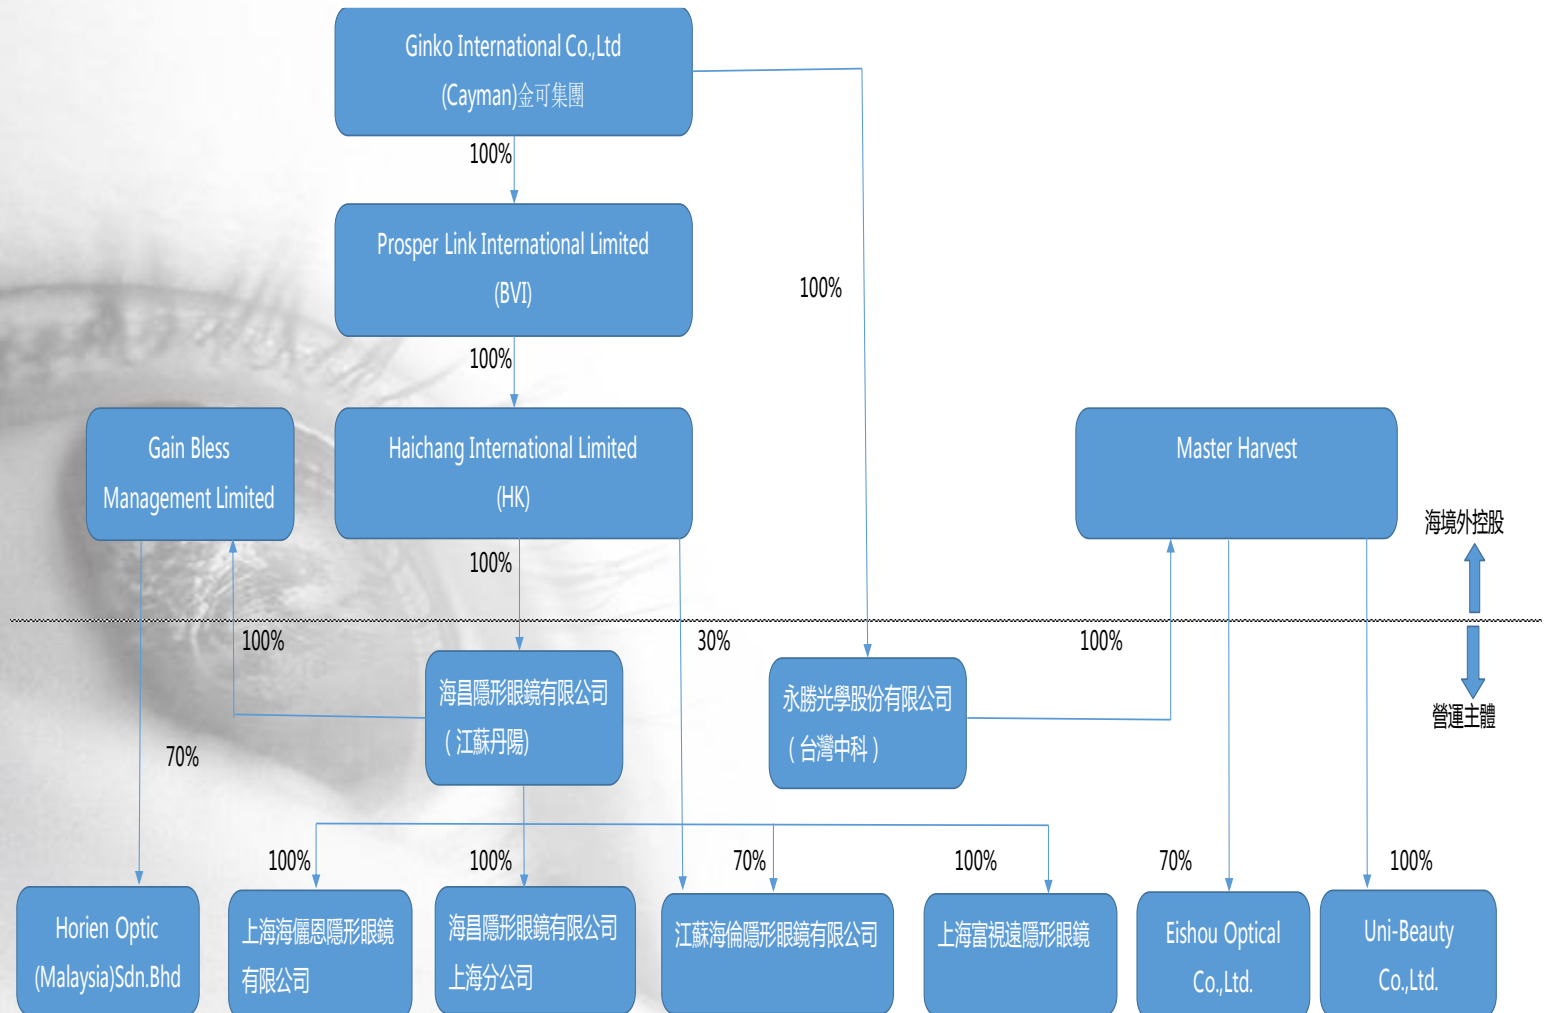 Ginko International Co.,Ltd
(Cayman)金可集團
100%
Prosper Link International Limited
(BVI)
100%
100%
Gain Bless
Management Limited
Haichang International Limited
(HK)
Master Harvest
海境外控股
100%
100%
30%
100%
海昌隱形眼鏡有限公司
（江蘇丹陽)
永勝光學股份有限公司
（台灣中科）
營運主體
70%
100%
100%
70%
100%
70%
100%
Horien Optic
(Malaysia)Sdn.Bhd
上海海儷恩隱形眼鏡
有限公司
海昌隱形眼鏡有限公司
上海分公司
江蘇海倫隱形眼鏡有限公司
上海富視遠隱形眼鏡
Eishou Optical
Co.,Ltd.
Uni-Beauty
Co.,Ltd.